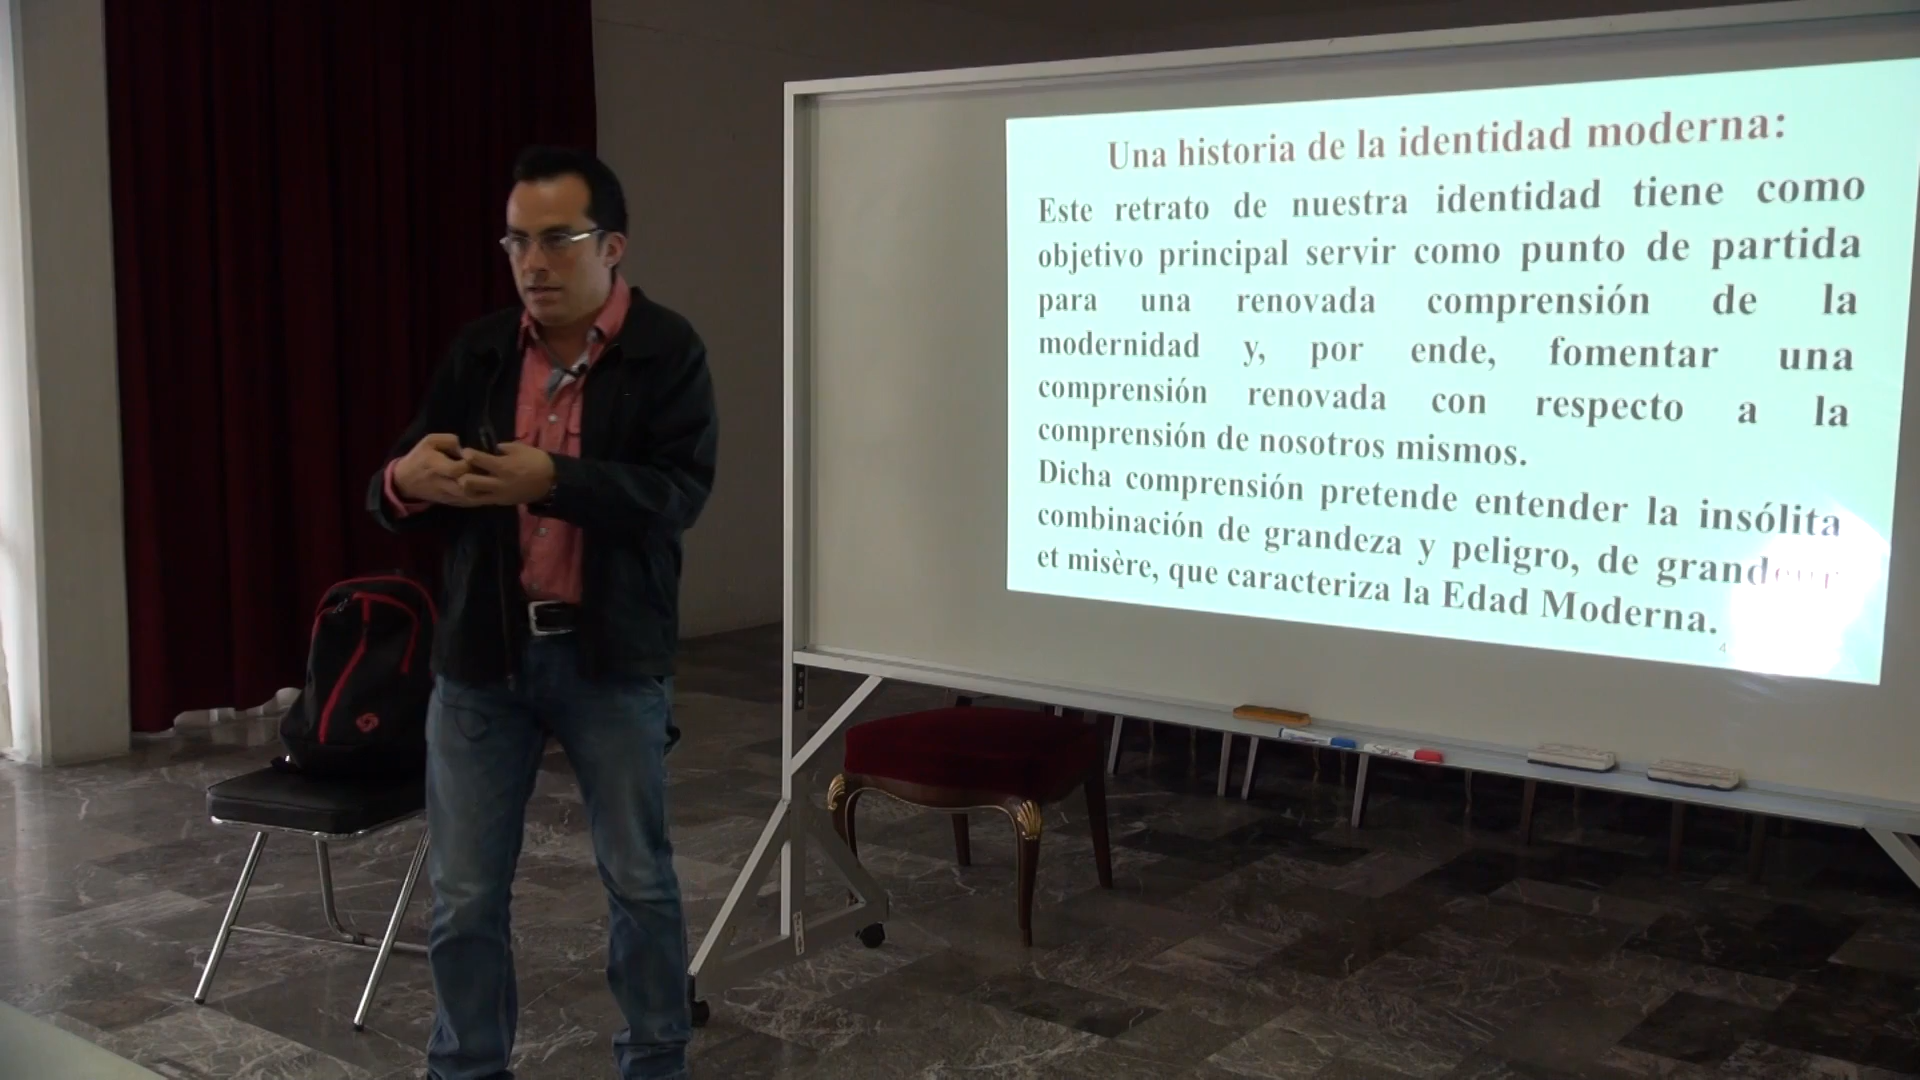 Una historia de la identidad moderna:
Este retrato de nuestra identidad tiene como
objetivo principal servir como punto de partida
para una renovada comprensión de la
modernidad y, por ende, fomentar una
comprensión renovada con respecto a la
comprensión de nosotros mismos.
Dicha comprensión pretende entender la insólita
combinación de grandeza y peligro, de grandeur
et misère, que caracteriza la Edad Moderna.
4